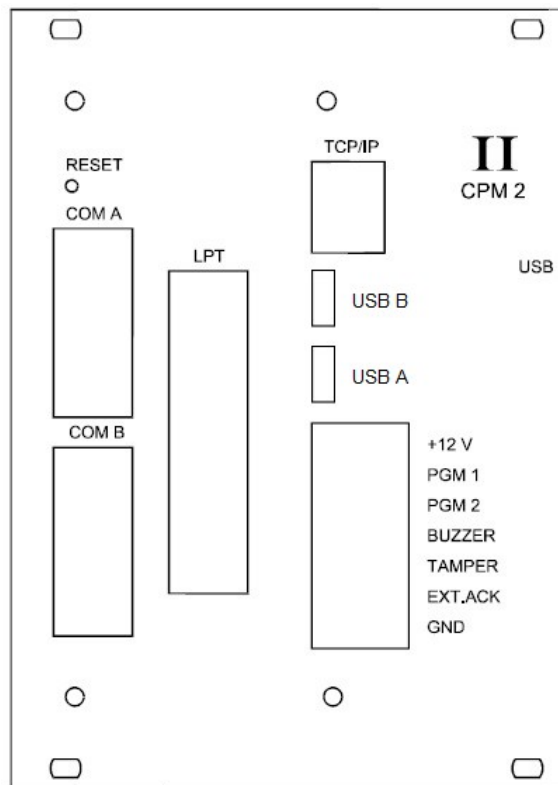 RESET
COM A
LPT
COM B
TCP/IP
II
CPM 2
USB
USB B
USB A
+12 V
PGM 1
PGM 2
BUZZER
TAMPER
EXT.ACK
GND